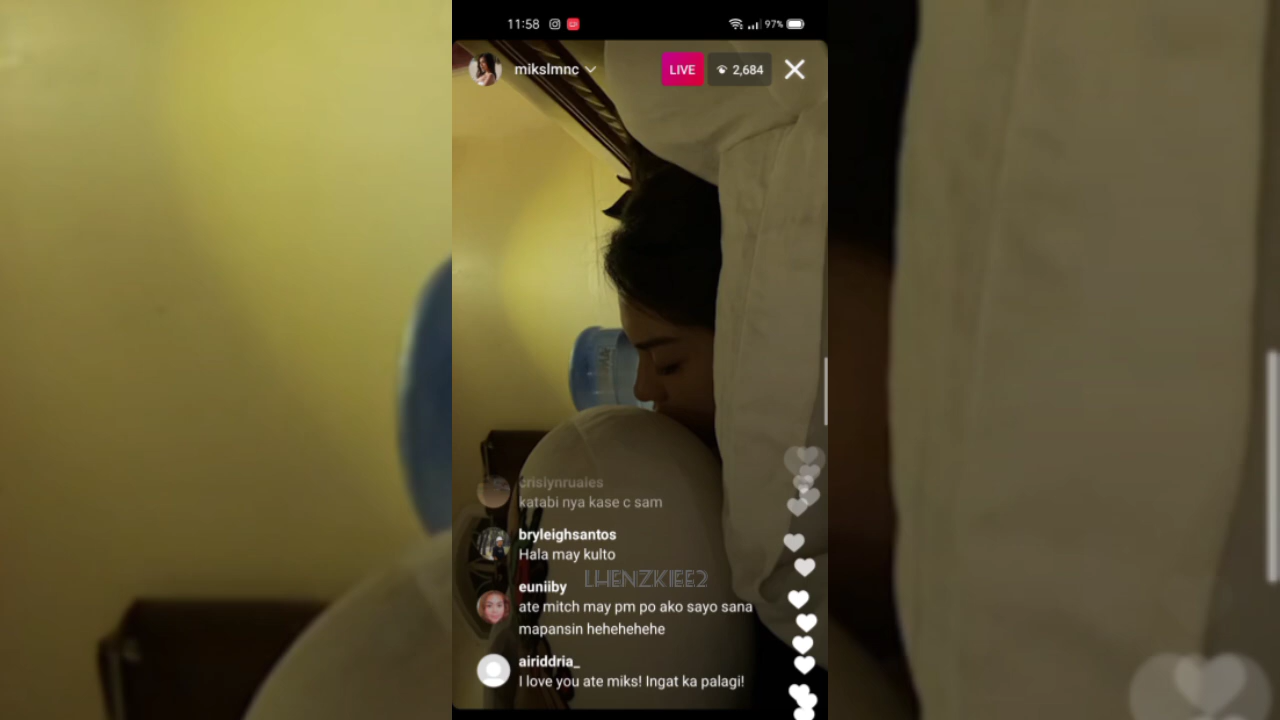 11:58
97%
mikslmnc
LIVE
2,684
crislynruales
katabi nya kase c sam
bryleighsantos
Hala may kulto
LHENZKIEE2
euniiby
ate mitch may pm po ako sayo sana
mapansin hehehehehe
airiddria_
I love you ate miks! Ingat ka palagi!